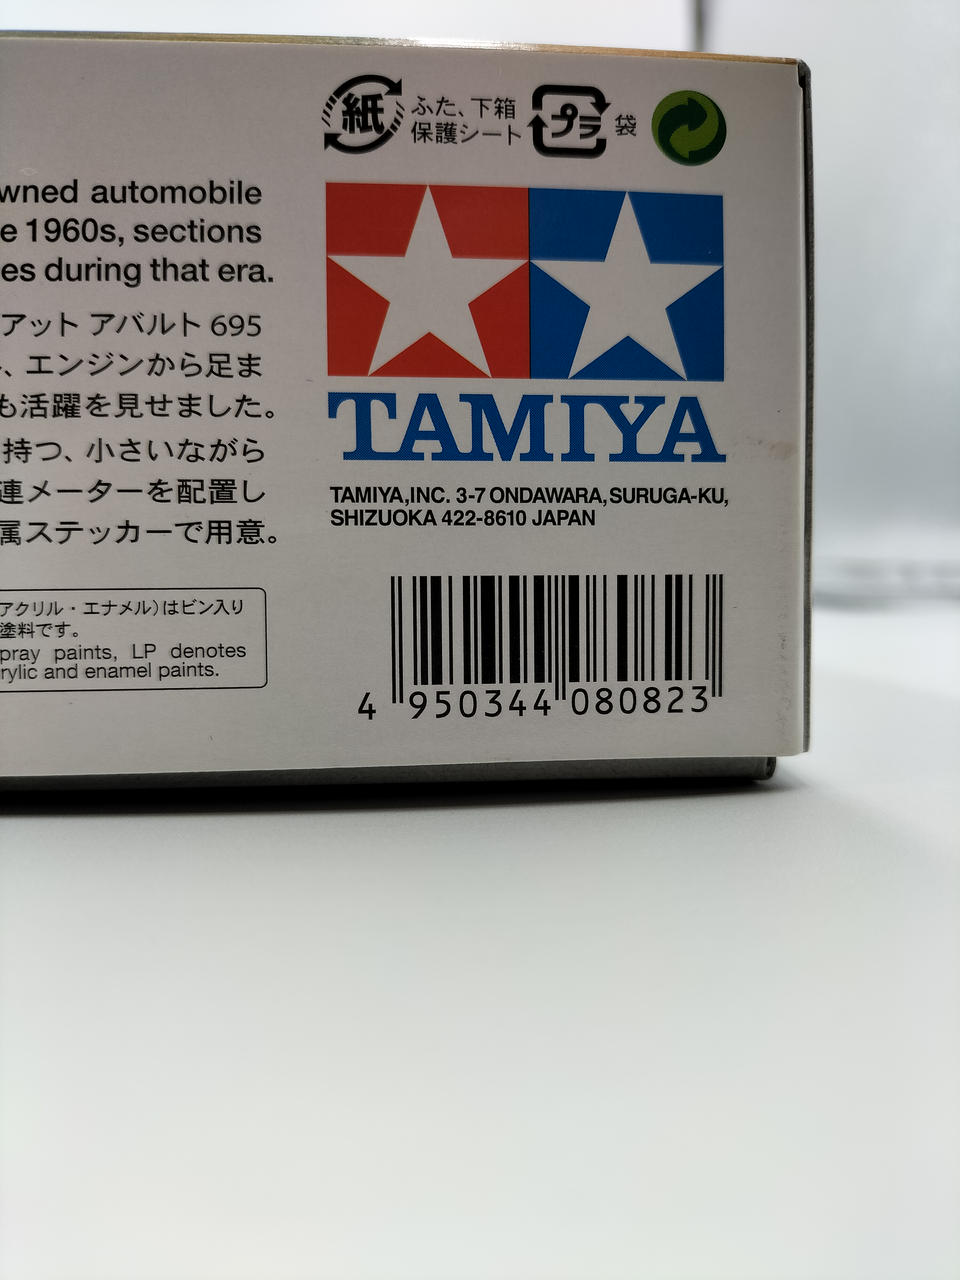 紙 ふた、下箱
保護シート
プラ 袋
automobile
1960s, sections
during that era.
アット アバルト 695
、エンジンから足ま
も活躍を見せました。
持つ、小さいながら
連メーターを配置し
属ステッカーで用意。
アクリル・エナメル)はビン入り
塗料です。
paints, LP denotes
and enamel paints.
TAMIYA
TAMIYA,INC. 3-7 ONDAWARA, SURUGA-KU,
SHIZUOKA 422-8610 JAPAN
4 950344 080823